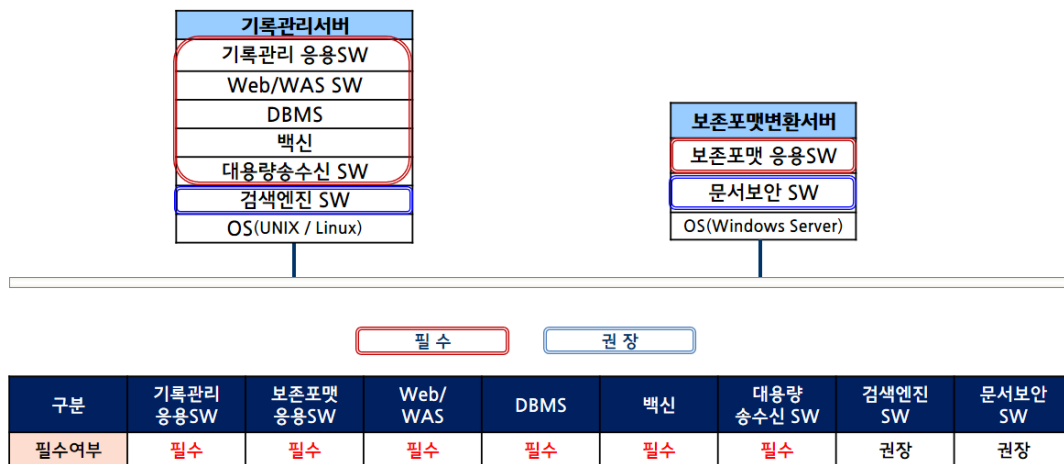 기록관리서버
기록관리 응용SW
Web/WAS SW
DBMS
백신
대용량송수신 SW
검색엔진 SW
OS(UNIX / Linux)
보존포맷변환서버
보존포맷 응용SW
문서보안 SW
OS(Windows Server)
필 수
권 장
구분
기록관리
응용SW
보존포맷
응용SW
Web/
WAS
DBMS
백신
대용량
송수신 SW
검색엔진
SW
문서보안
SW
필수여부
필수
필수
필수
필수
필수
필수
권장
권장